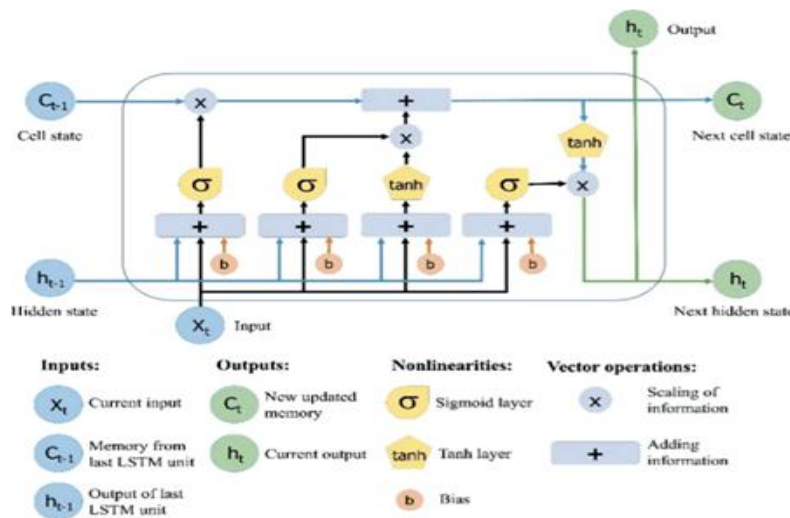 hₜ
Output
Cₜ₋₁
×
+
Cₜ
Cell state
Next cell state
×
tanh
σ
σ
tanh
σ
×
+
+
+
+
b
b
b
b
hₜ₋₁
hₜ
Hidden state
Next hidden state
Xₜ
Input
Inputs:
Outputs:
Nonlinearities:
Vector operations:
Xₜ
Current input
Cₜ
New updated
memory
σ
Sigmoid layer
×
Scaling of
information
Cₜ₋₁
Memory from
last LSTM unit
hₜ
Current output
tanh
Tanh layer
+
Adding
information
hₜ₋₁
Output of last
LSTM unit
b
Bias